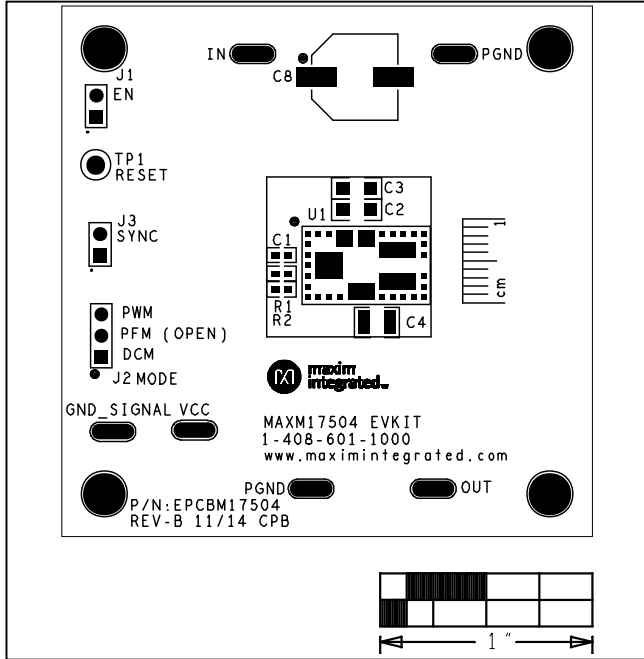 IN
PGND
C8
J1
EN
TP1
RESET
C3
C2
U1
J3
SYNC
C1
1
cm
R1
R2
C4
PWM
PFM (OPEN)
DCM
J2 MODE
maxim
integrated™
GND_SIGNAL VCC
MAXM17504 EVKIT
1-408-601-1000
www.maximintegrated.com
PGND
OUT
P/N:EPCBM17504
REV-B 11/14 CPB
1 "